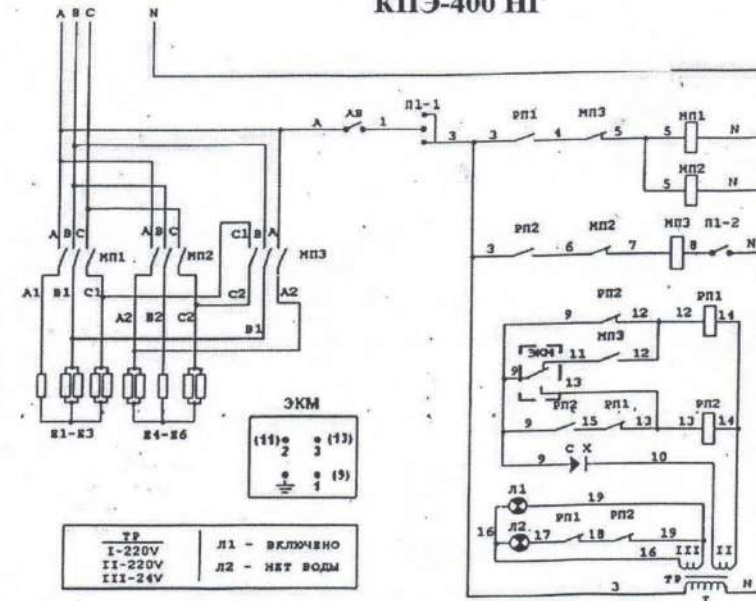 КПЭ-400 НГ
A B C N
A АВ 1 П1-1 3 3 РП1 4 МП3 5 5 МП1 N
5 МП2 N
A B C МП1 A B C МП2 C1 B A МП3
3 РП2 6 МП2 7 МП3 8 П1-2 N
A1 B1 C1 A2 B2 C2 C2 A2
B1
9 РП2 12 12 РП1 14
МП3
ЭКМ 11 12
9 13
9 РП2 15 РП1 13 13 РП2 14
9 С Х 10
E1-E3 E4-E6
ЭКМ
(11) (13)
2 3
1 (9)
Л1 19
16 Л2 17 РП1 18 РП2 19
16 III II
3 ТР I N
ТР
I-220V
II-220V
III-24V
Л1 - ВКЛЮЧЕНО
Л2 - НЕТ ВОДЫ